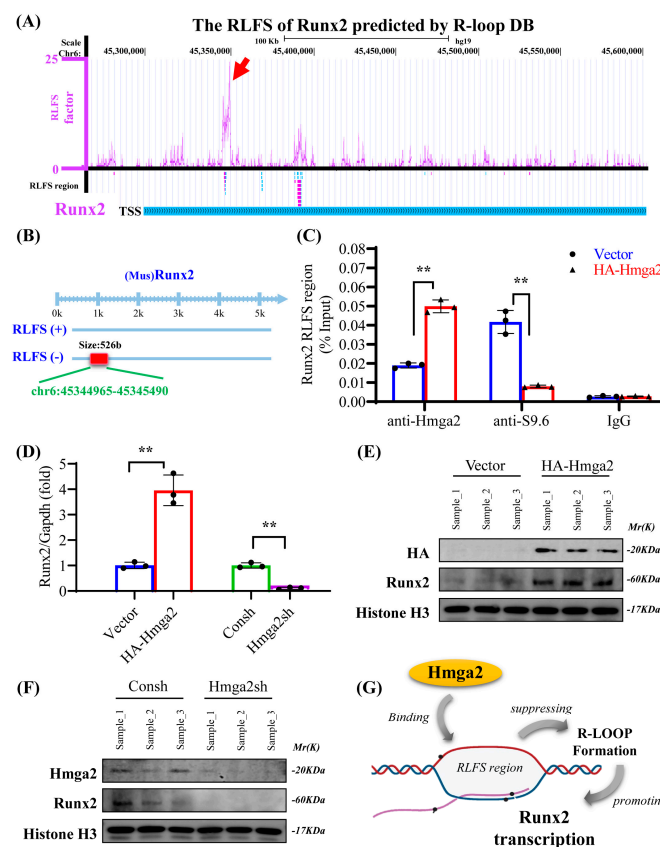 (A)
The RLFS of Runx2 predicted by R-loop DB
Scale
Chr6:
100 Kb
hg19
45,300,000|
45,350,000|
45,400,000|
45,450,000|
45,500,000|
45,550,000|
45,600,000|
25
RLFS
factor
0
RLFS region
Runx2
TSS
(B)
(Mus)Runx2
0k 1k 2k 3k 4k 5k
RLFS (+)
Size:526b
RLFS (-)
chr6:45344965-45345490
(C)
Vector
HA-Hmga2
Runx2 RLFS region
(% Input)
0.08
0.07
0.06
0.05
0.04
0.03
0.02
0.01
0.00
**
**
anti-Hmga2 anti-S9.6 IgG
(D)
Runx2/Gapdh (fold)
5
4
3
2
1
0
**
**
Vector
HA-Hmga2
Consh
Hmga2sh
(E)
Vector HA-Hmga2
Sample_1
Sample_2
Sample_3
Sample_1
Sample_2
Sample_3
Mr(K)
HA -20KDa
Runx2 -60KDa
Histone H3 -17KDa
(F)
Consh Hmga2sh
Sample_1
Sample_2
Sample_3
Sample_1
Sample_2
Sample_3
Mr(K)
Hmga2 -20KDa
Runx2 -60KDa
Histone H3 -17KDa
(G)
Hmga2
Binding
suppressing
R-LOOP
Formation
RLFS region
promoting
Runx2
transcription